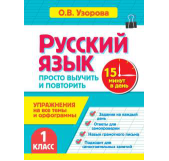 О.В. Узорова
РУССКИЙ
ЯЗЫК
ПРОСТО ВЫУЧИТЬ
И ПОВТОРИТЬ
15
МИНУТ
В ДЕНЬ
УПРАЖНЕНИЯ
НА ВСЕ ТЕМЫ
И ОРФОГРАММЫ
1
КЛАСС
Задания на каждый
день
Ответы для
самопроверки
Навык грамотного письма
Подходит для
самостоятельных занятий